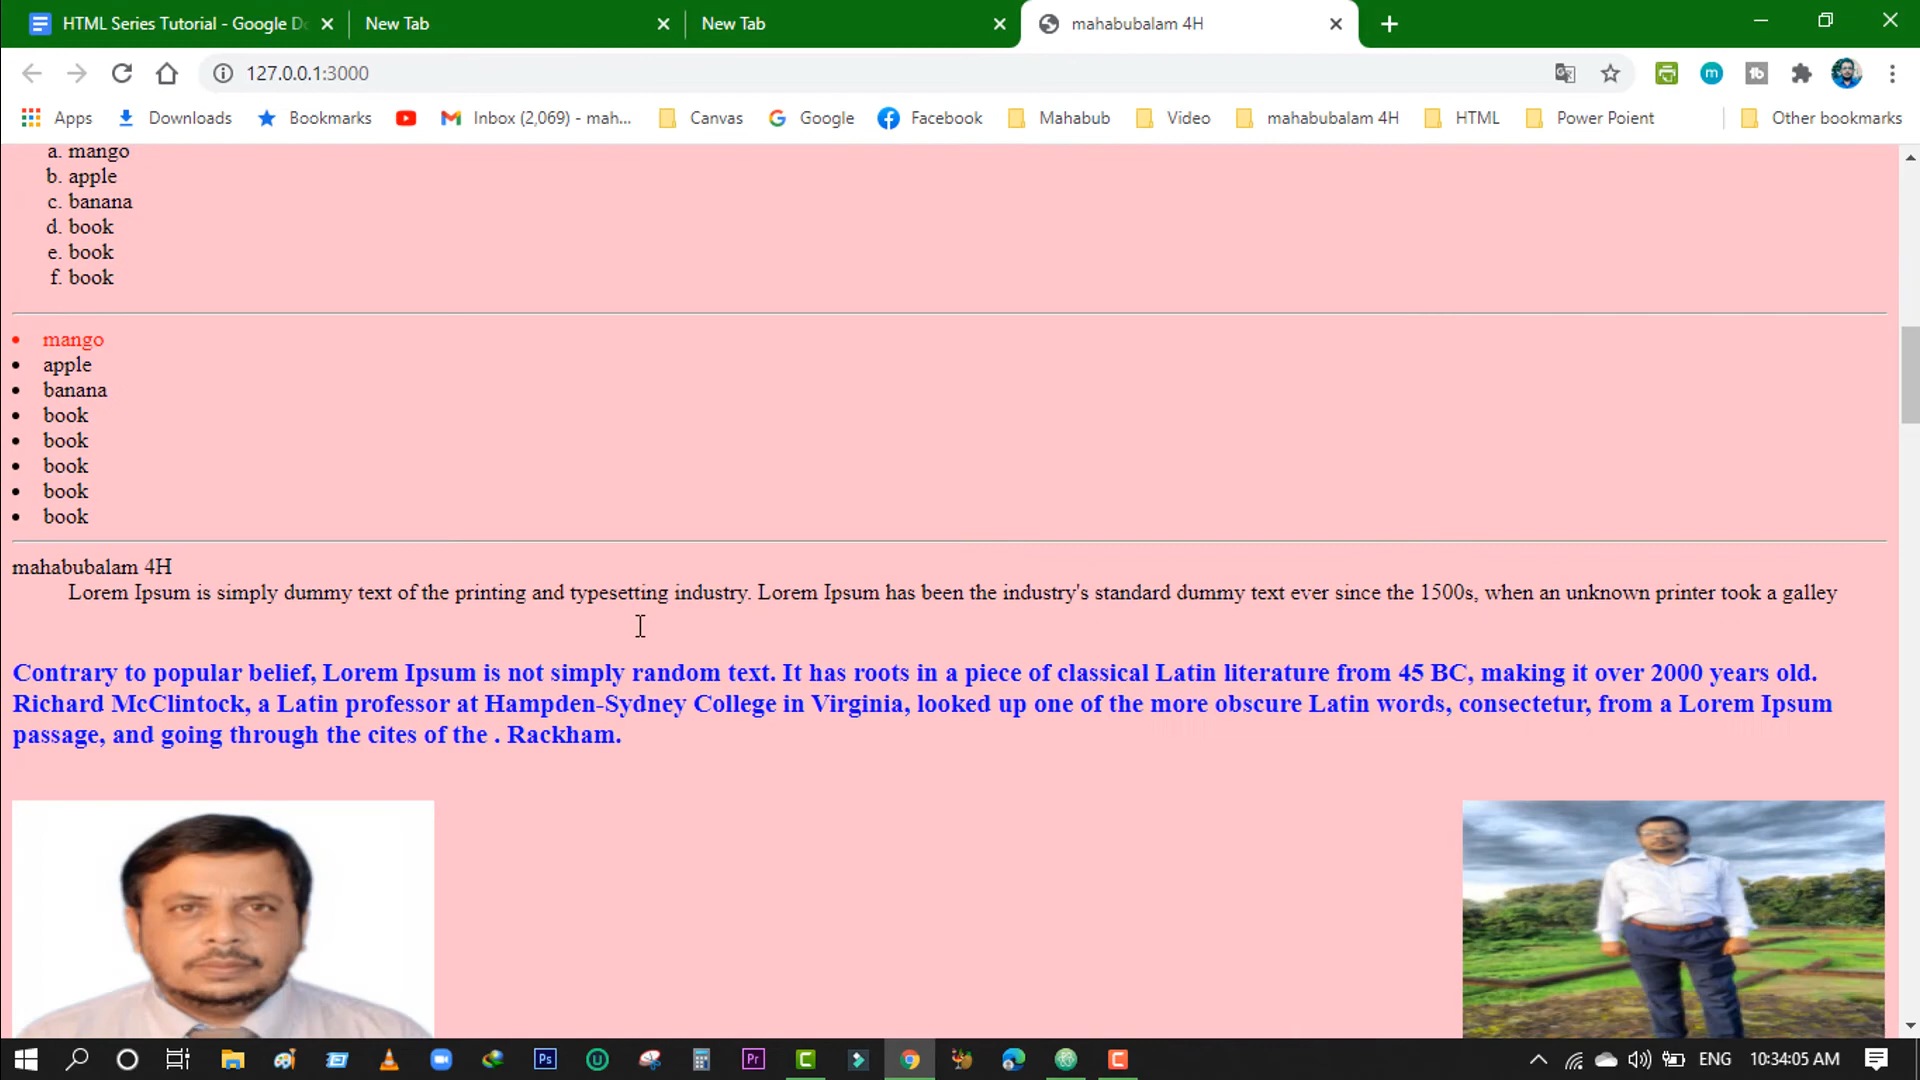 HTML Series Tutorial - Google Do
New Tab
New Tab
mahabubalam 4H
127.0.0.1:3000
Apps
Downloads
Bookmarks
Inbox (2,069) - mah...
Canvas
Google
Facebook
Mahabub
Video
mahabubalam 4H
HTML
Power Poient
Other bookmarks
a. mango
b. apple
c. banana
d. book
e. book
f. book
• mango
• apple
• banana
• book
• book
• book
• book
• book
mahabubalam 4H
Lorem Ipsum is simply dummy text of the printing and typesetting industry. Lorem Ipsum has been the industry's standard dummy text ever since the 1500s, when an unknown printer took a galley
Contrary to popular belief, Lorem Ipsum is not simply random text. It has roots in a piece of classical Latin literature from 45 BC, making it over 2000 years old.
Richard McClintock, a Latin professor at Hampden-Sydney College in Virginia, looked up one of the more obscure Latin words, consectetur, from a Lorem Ipsum
passage, and going through the cites of the . Rackham.
ENG
10:34:05 AM